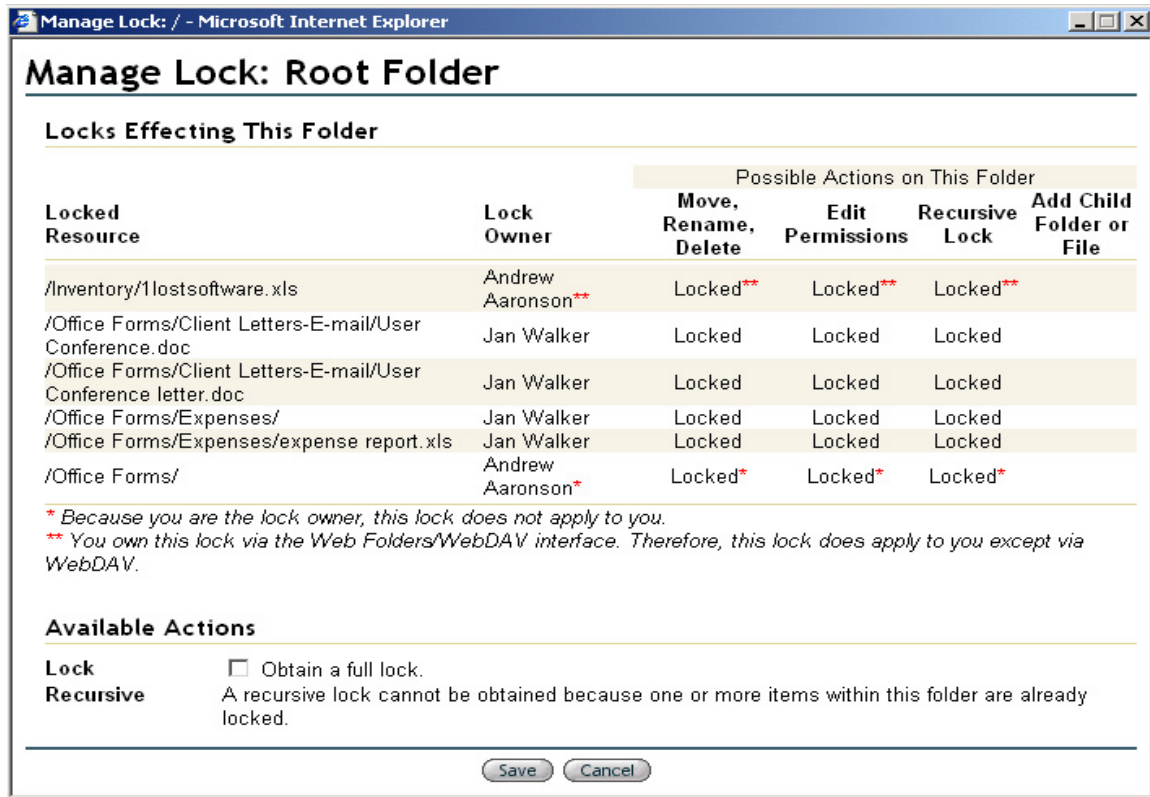 Manage Lock: / - Microsoft Internet Explorer
Manage Lock: Root Folder
Locks Effecting This Folder
Possible Actions on This Folder
Locked Resource
Lock Owner
Move, Rename, Delete
Edit Permissions
Recursive Lock
Add Child Folder or File
/Inventory/1lostsoftware.xls Andrew Aaronson** Locked** Locked** Locked**
/Office Forms/Client Letters-E-mail/User Conference.doc Jan Walker Locked Locked Locked
/Office Forms/Client Letters-E-mail/User Conference letter.doc Jan Walker Locked Locked Locked
/Office Forms/Expenses/ Jan Walker Locked Locked Locked
/Office Forms/Expenses/expense report.xls Jan Walker Locked Locked Locked
/Office Forms/ Andrew Aaronson* Locked* Locked* Locked*
* Because you are the lock owner, this lock does not apply to you.
** You own this lock via the Web Folders/WebDAV interface. Therefore, this lock does apply to you except via
WebDAV.
Available Actions
Lock Obtain a full lock.
Recursive A recursive lock cannot be obtained because one or more items within this folder are already
locked.
Save Cancel